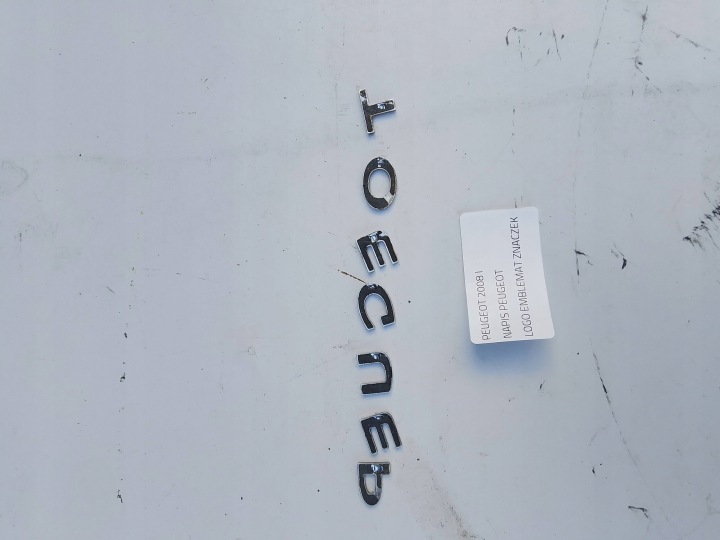 PEUGEOT
PEUGEOT 2008 I
NAPIS PEUGEOT
LOGO EMBLEMAT ZNACZEK